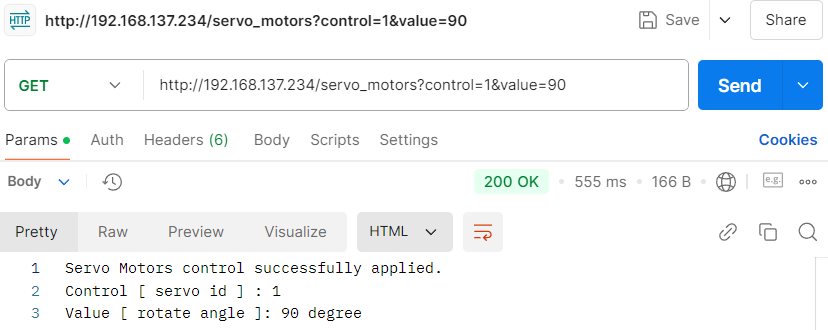 HTTP http://192.168.137.234/servo_motors?control=1&value=90 Save Share
GET http://192.168.137.234/servo_motors?control=1&value=90 Send
Params Auth Headers (6) Body Scripts Settings Cookies
Body 200 OK 555 ms 166 B e.g.
Pretty Raw Preview Visualize HTML
1 Servo Motors control successfully applied.
2 Control [ servo id ] : 1
3 Value [ rotate angle ]: 90 degree